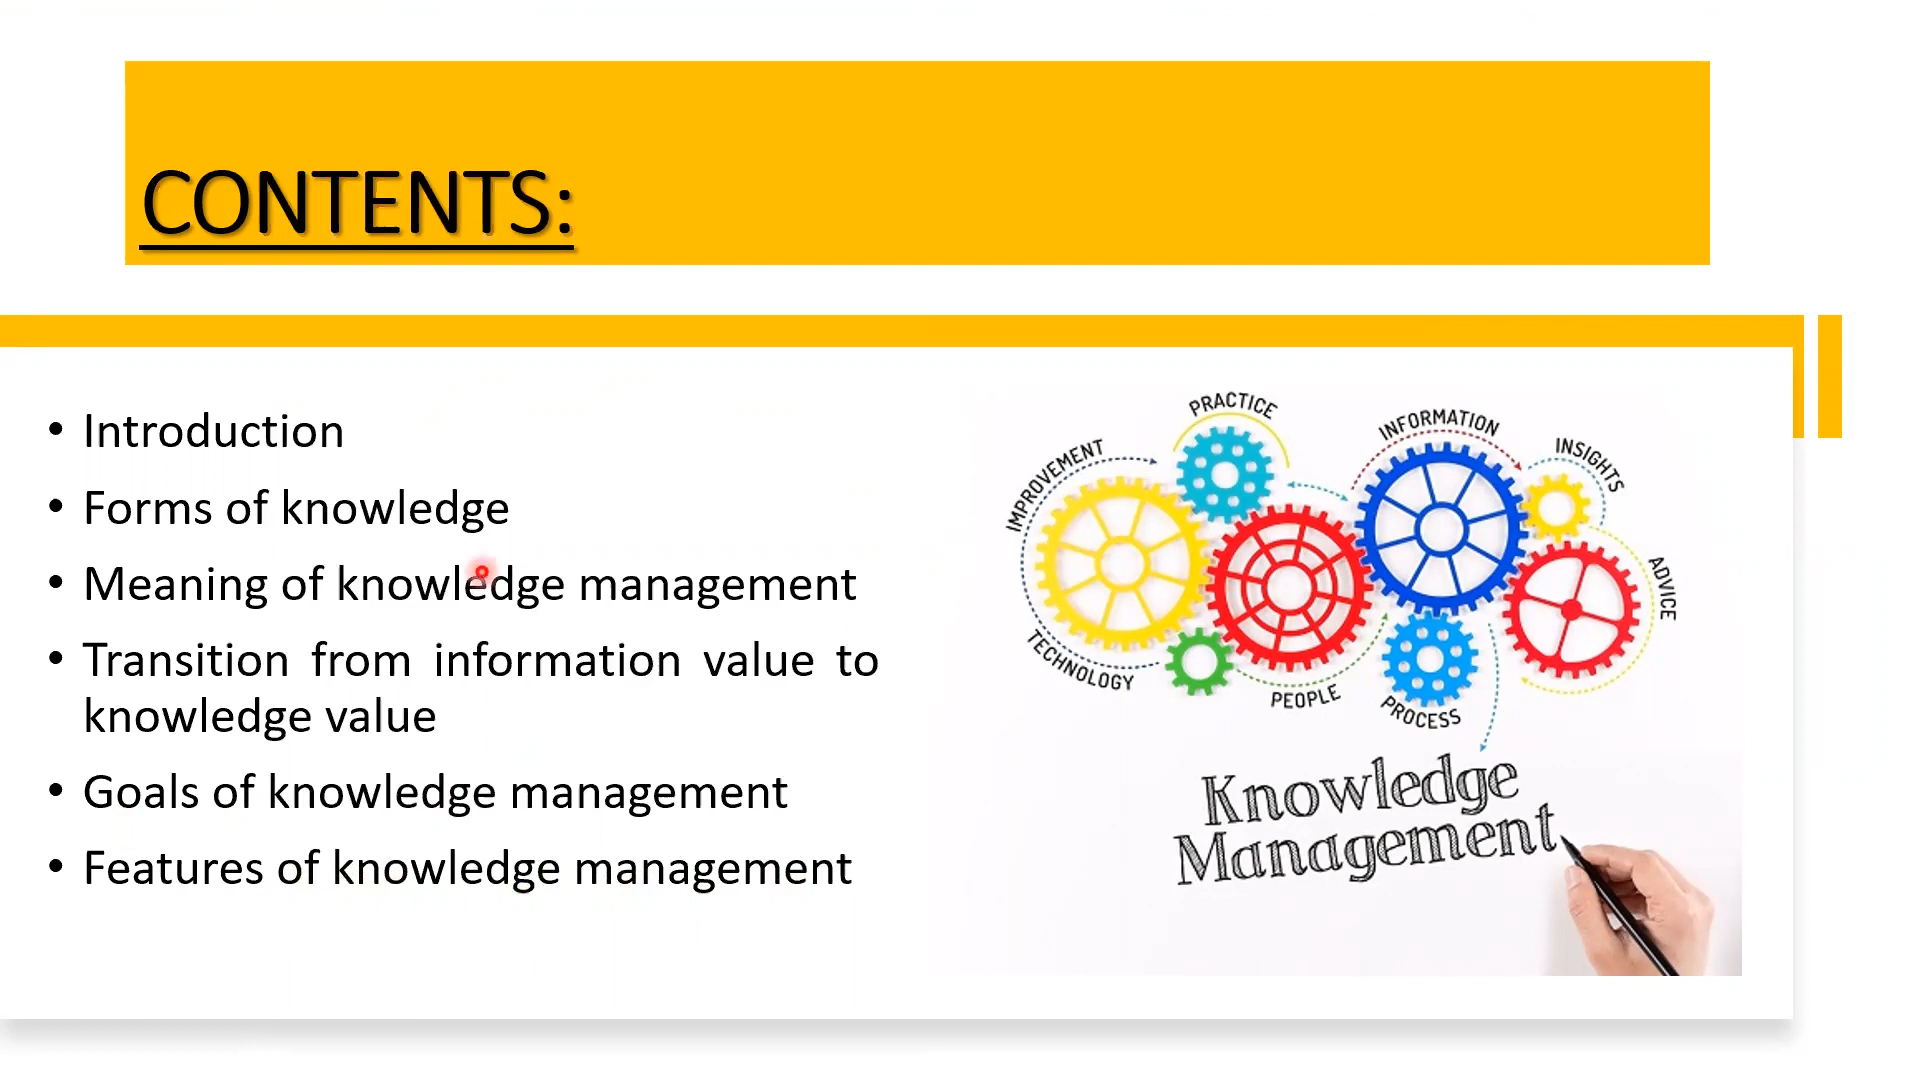 CONTENTS:
• Introduction
• Forms of knowledge
• Meaning of knowledge management
• Transition from information value to
knowledge value
• Goals of knowledge management
• Features of knowledge management
PRACTICE
INFORMATION
IMPROVEMENT
INSIGHTS
ADVICE
TECHNOLOGY
PEOPLE
PROCESS
Knowledge
Management